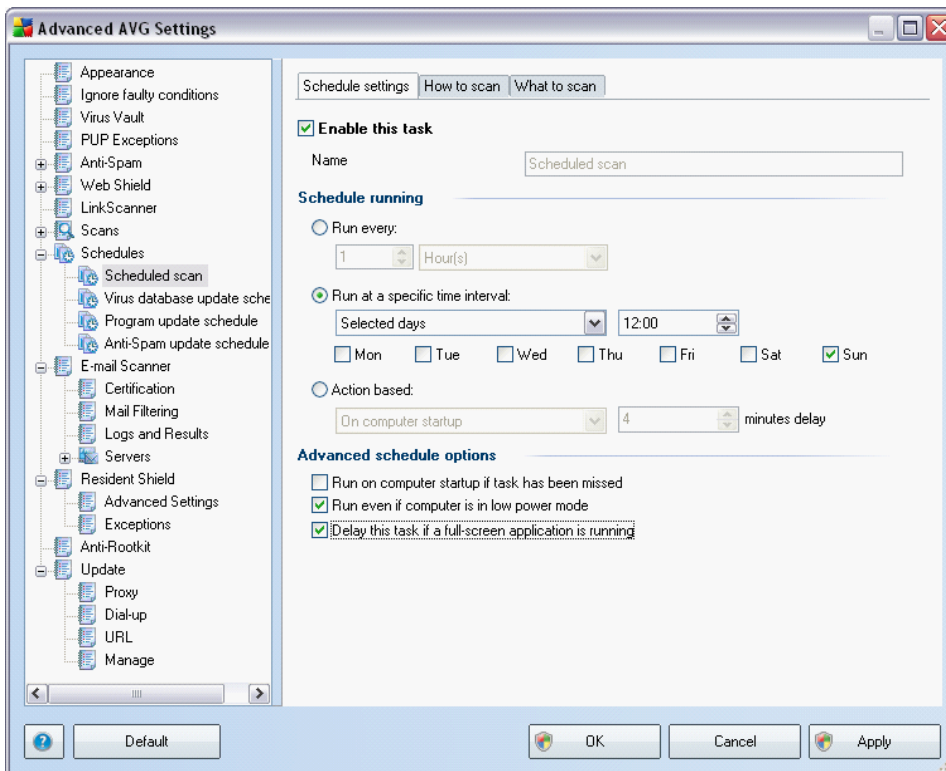 Advanced AVG Settings
Appearance
Ignore faulty conditions
Virus Vault
PUP Exceptions
Anti-Spam
Web Shield
LinkScanner
Scans
Schedules
Scheduled scan
Virus database update sche
Program update schedule
Anti-Spam update schedule
E-mail Scanner
Certification
Mail Filtering
Logs and Results
Servers
Resident Shield
Advanced Settings
Exceptions
Anti-Rootkit
Update
Proxy
Dial-up
URL
Manage
Schedule settings How to scan What to scan
Enable this task
Name Scheduled scan
Schedule running
Run every:
1 Hour(s)
Run at a specific time interval:
Selected days 12:00
Mon Tue Wed Thu Fri Sat Sun
Action based:
On computer startup 4 minutes delay
Advanced schedule options
Run on computer startup if task has been missed
Run even if computer is in low power mode
Delay this task if a full-screen application is running
? Default OK Cancel Apply